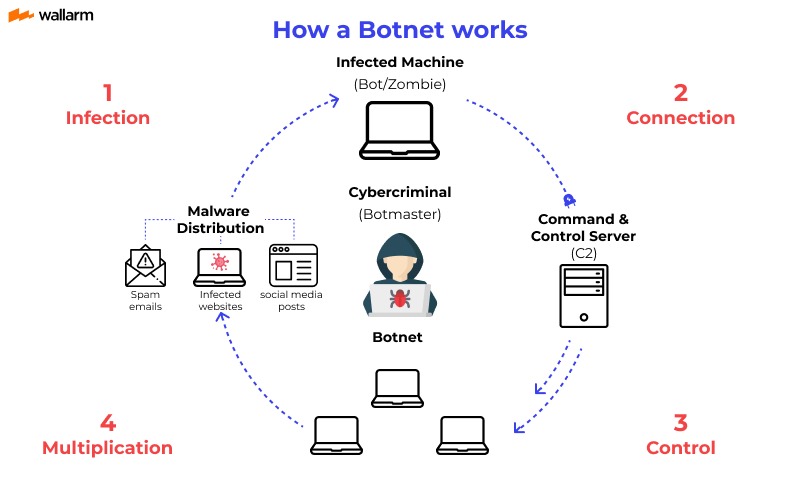 wallarm
How a Botnet works
Infected Machine
(Bot/Zombie)
1
Infection
2
Connection
Cybercriminal
(Botmaster)
Malware
Distribution
Spam
emails
Infected
websites
social media
posts
Command &
Control Server
(C2)
Botnet
4
Multiplication
3
Control